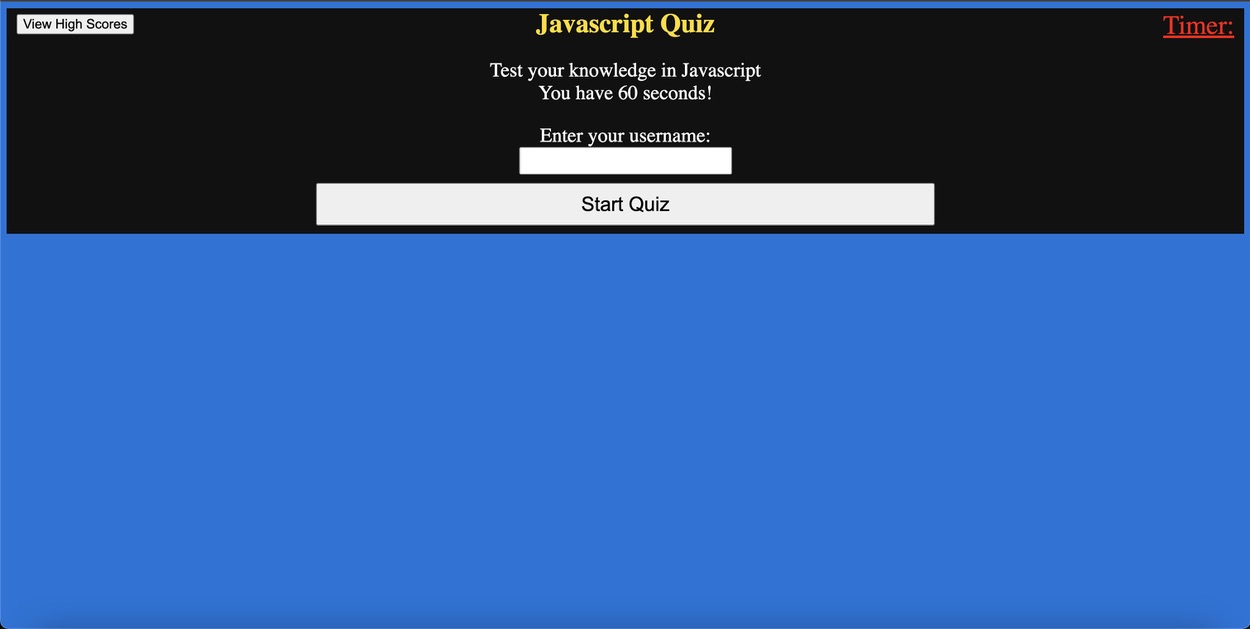 View High Scores
Javascript Quiz
Timer:
Test your knowledge in Javascript
You have 60 seconds!
Enter your username:
Start Quiz